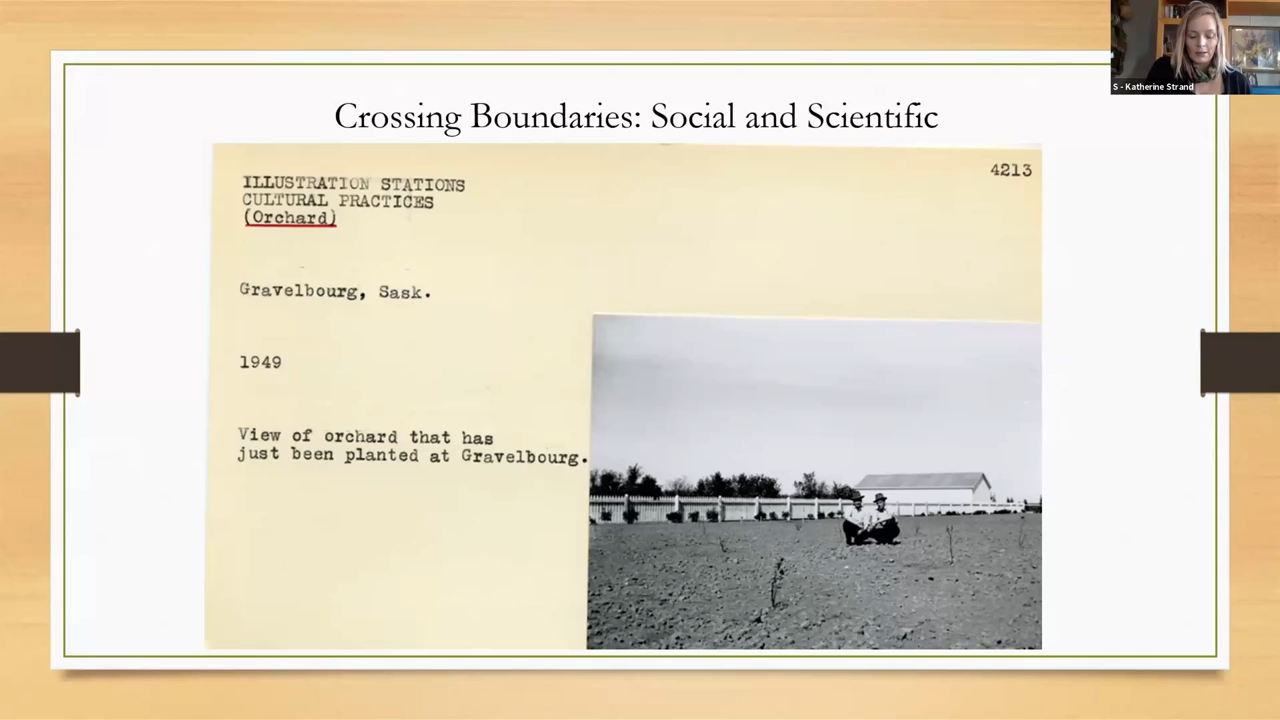 S - Katherine Strand
Crossing Boundaries: Social and Scientific
4213
ILLUSTRATION STATIONS
CULTURAL PRACTICES
(Orchard)
Gravelbourg, Sask.
1949
View of orchard that has
just been planted at Gravelbourg.